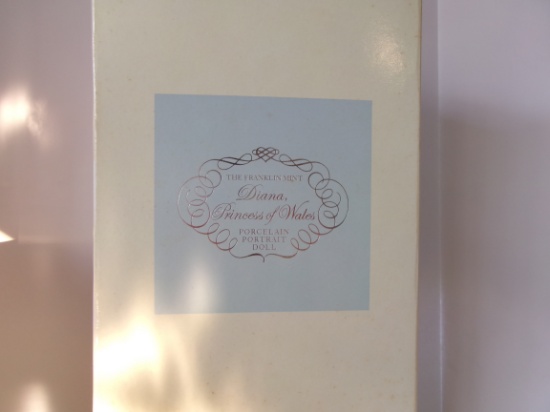 THE FRANKLIN MINT
Diana,
Princess of Wales
PORCELAIN
PORTRAIT
DOLL